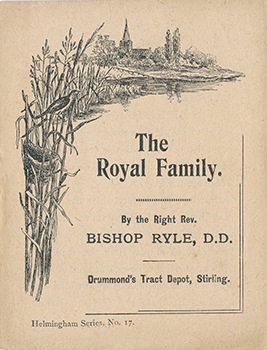 The
Royal Family.
By the Right Rev.
BISHOP RYLE, D.D.
Drummond's Tract Depot, Stirling.
Helmingham Series, No. 17.